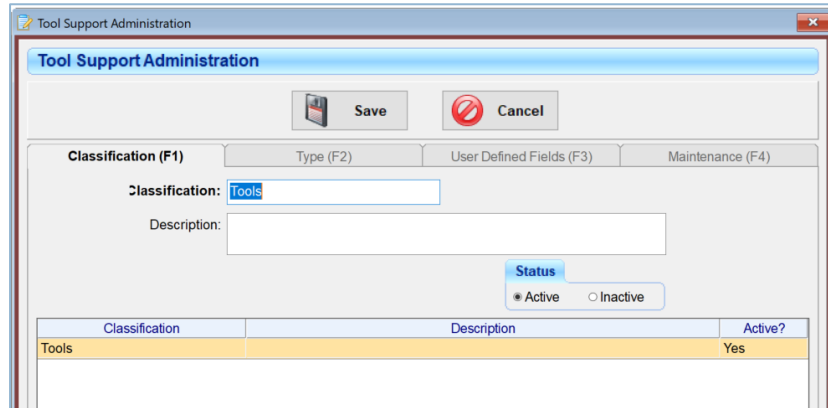 Tool Support Administration
Tool Support Administration
Save Cancel
Classification (F1) Type (F2) User Defined Fields (F3) Maintenance (F4)
Classification: Tools
Description:
Status
Active Inactive
Classification Description Active?
Tools Yes